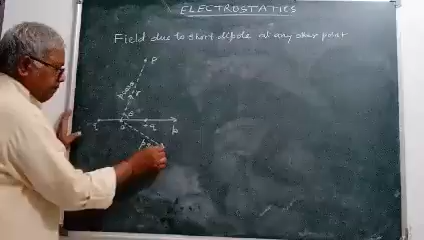 ELECTROSTATICS
Field due to short dipole at any other point
P
r
θ
+q
p